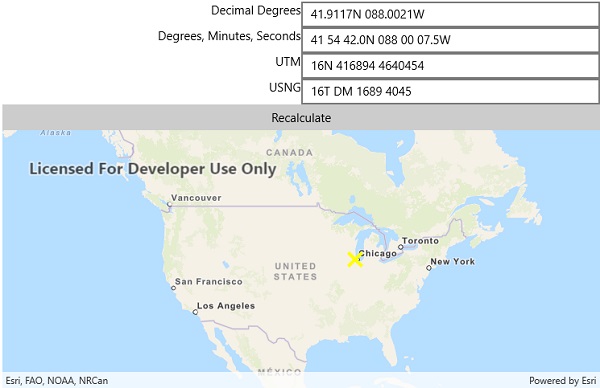 Decimal Degrees 41.9117N 088.0021W
Degrees, Minutes, Seconds 41 54 42.0N 088 00 07.5W
UTM 16N 416894 4640454
USNG 16T DM 1689 4045
Recalculate
Alaska
CANADA
Licensed For Developer Use Only
Vancouver
Toronto
Chicago
New York
UNITED
STATES
San Francisco
Los Angeles
MÉXICO
Esri, FAO, NOAA, NRCan Powered by Esri